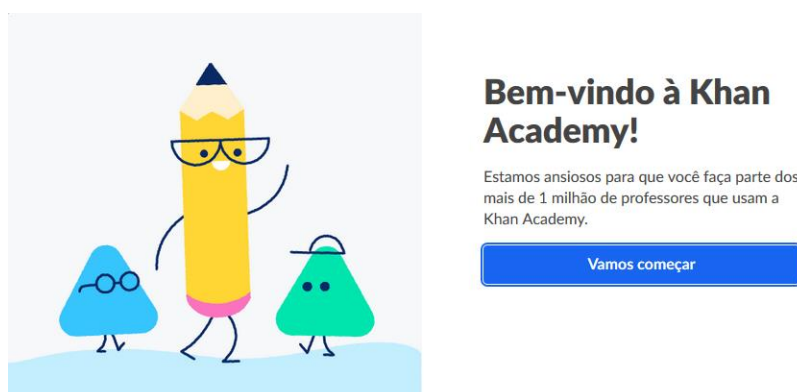 Bem-vindo à Khan
Academy!
Estamos ansiosos para que você faça parte dos
mais de 1 milhão de professores que usam a
Khan Academy.
Vamos começar